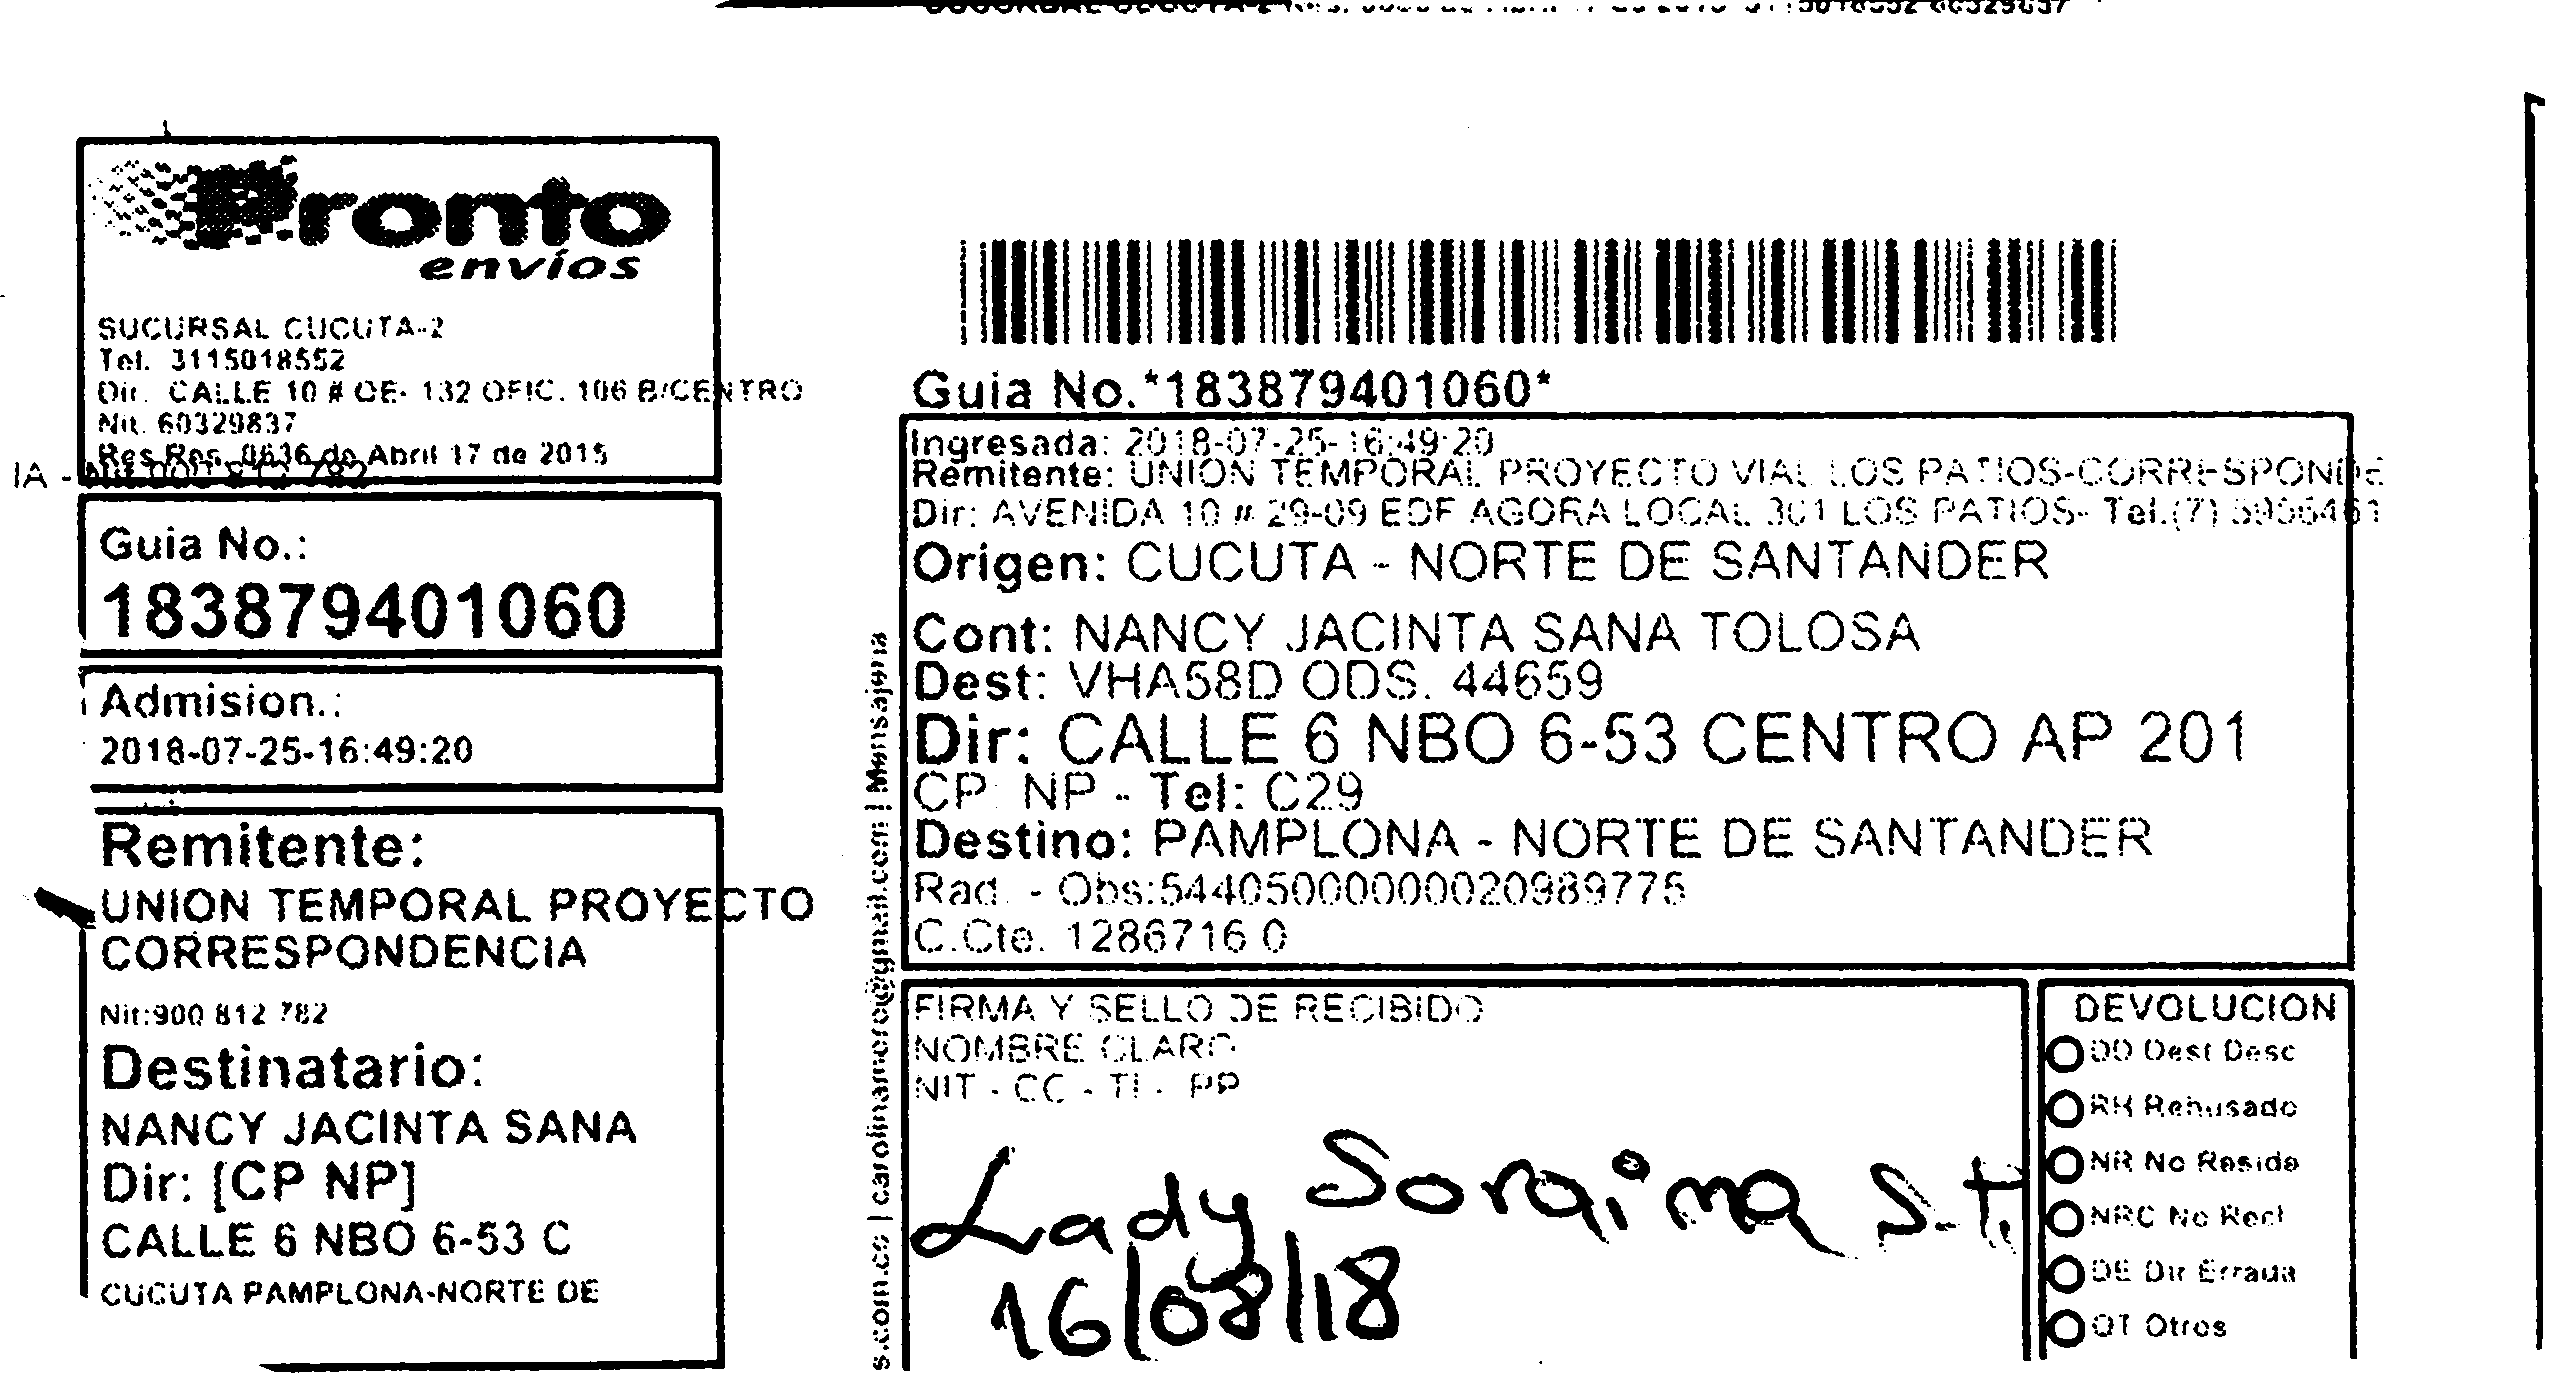 Pronto
envíos
SUCURSAL CUCUTA-2
Tel. 3115018552
Dir. CALLE 10 # OE- 132 OFIC. 106 B/CENTRO
Nit. 60329837
Res Res. 0636 de Abril 17 de 2015
Guia No.:
183879401060
Admision.:
2018-07-25-16:49:20
Remitente:
UNION TEMPORAL PROYECTO
CORRESPONDENCIA
Nit:900 812 782
Destinatario:
NANCY JACINTA SANA
Dir: [CP NP]
CALLE 6 NBO 6-53 C
CUCUTA PAMPLONA-NORTE DE
s.com.co | carolinamero@gmail.com | Mensajeria
Guia No.*183879401060*
Ingresada: 2018-07-25-16:49:20
Remitente: UNION TEMPORAL PROYECTO VIAL LOS PATIOS-CORRESPONDE
Dir: AVENIDA 10 # 29-09 EDF AGORA LOCAL 301 LOS PATIOS- Tel.(7) 5956461
Origen: CUCUTA - NORTE DE SANTANDER
Cont: NANCY JACINTA SANA TOLOSA
Dest: VHA58D ODS. 44659
Dir: CALLE 6 NBO 6-53 CENTRO AP 201
CP: NP - Tel: C29
Destino: PAMPLONA - NORTE DE SANTANDER
Rad. - Obs:54405000000020989775
C.Cte. 1286716 0
FIRMA Y SELLO DE RECIBIDO
NOMBRE CLARO
NIT - CC - TI - PP
Lady Soraima S.T.
16/08/18
DEVOLUCION
DD Dest Desc
RH Rehusado
NR No Reside
NRC No Recl
DE Dir Errada
OT Otros